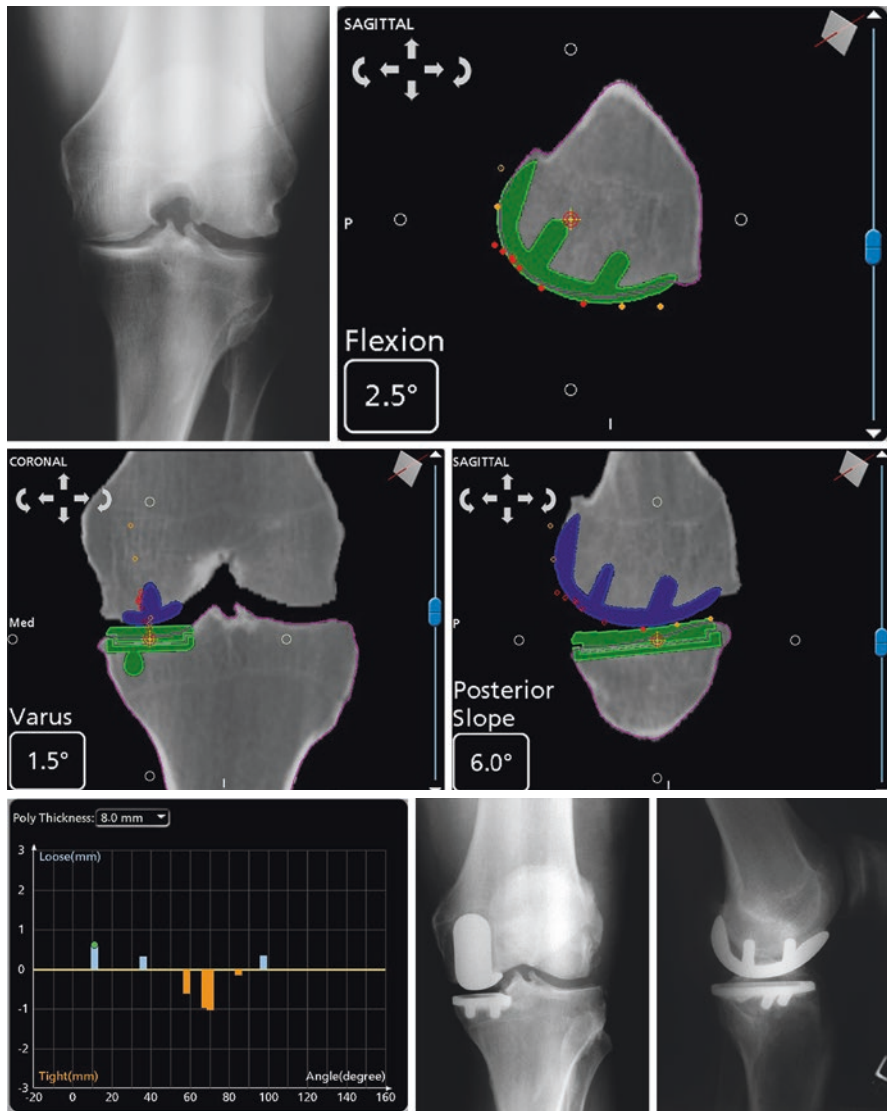 SAGITTAL
P
Flexion
2.5°
I
CORONAL
Med
Varus
1.5°
I
SAGITTAL
P
Posterior
Slope
6.0°
I
Poly Thickness: 8.0 mm
3
Loose(mm)
2
1
0
-1
-2
Tight(mm)
Angle(degree)
-3
-20 0 20 40 60 80 100 120 140 160